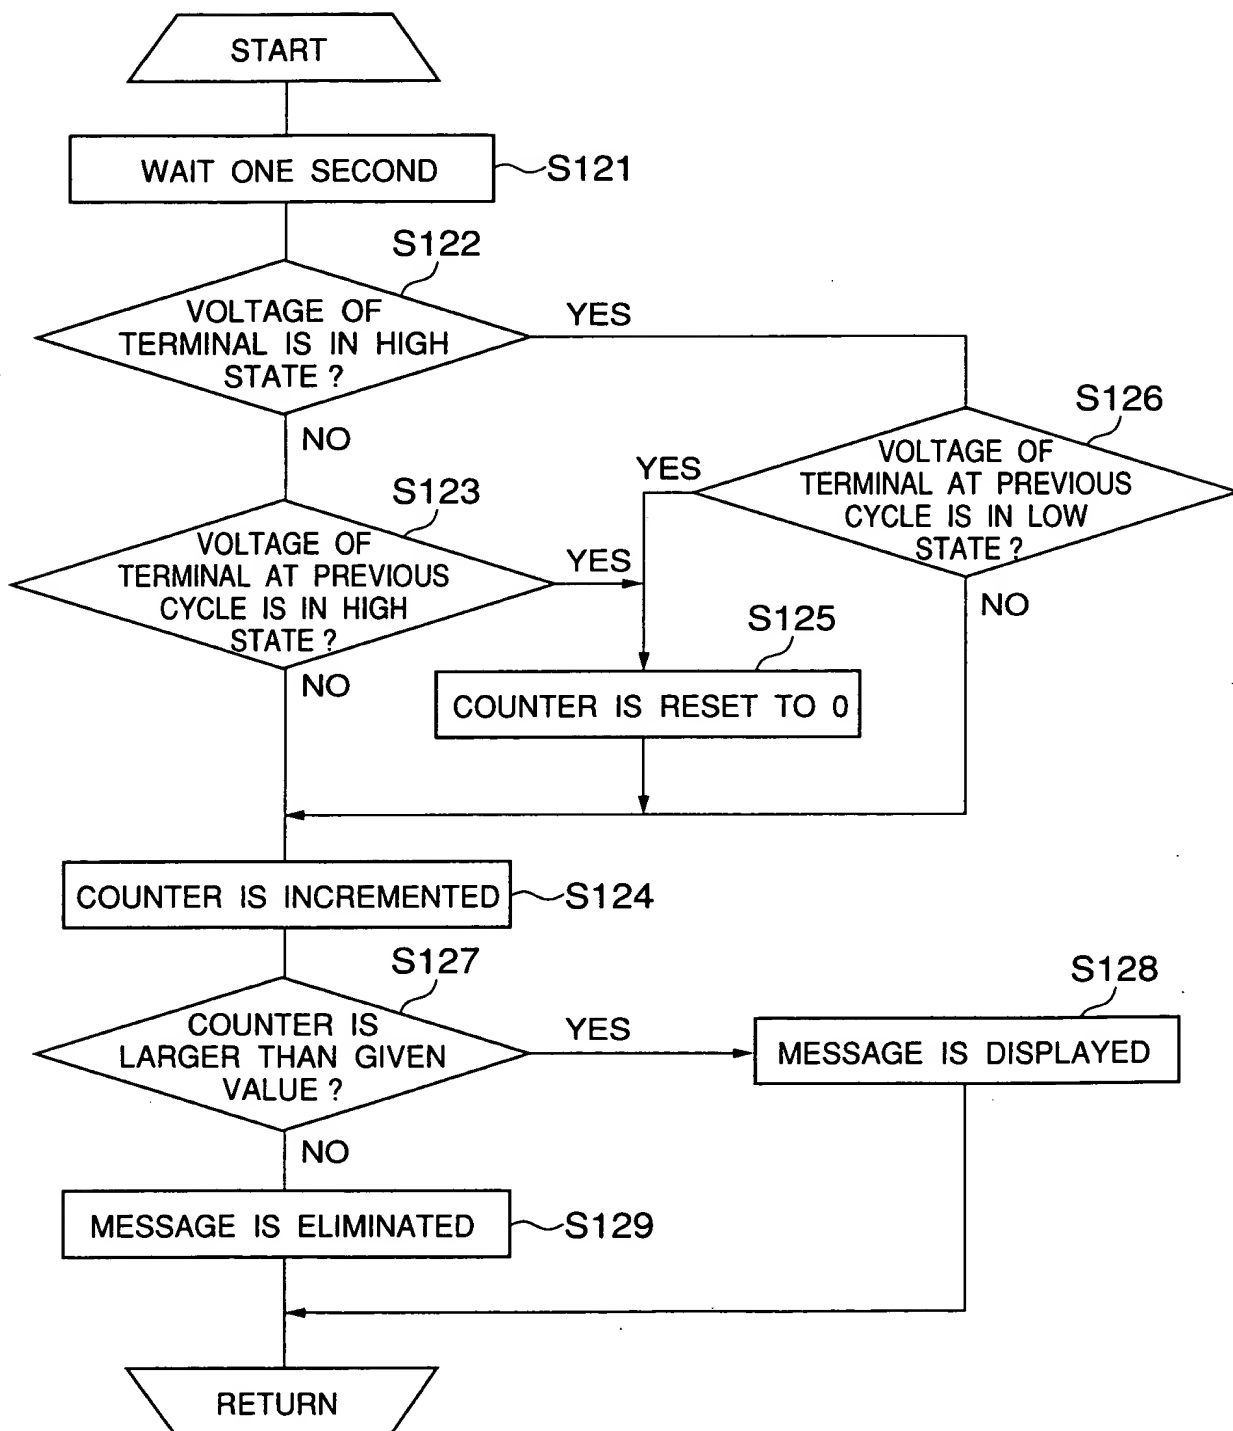 START
WAIT ONE SECOND
S121
S122
VOLTAGE OF
TERMINAL IS IN HIGH
STATE ?
YES
NO
S126
VOLTAGE OF
TERMINAL AT PREVIOUS
CYCLE IS IN LOW
STATE ?
YES
NO
S123
VOLTAGE OF
TERMINAL AT PREVIOUS
CYCLE IS IN HIGH
STATE ?
YES
NO
S125
COUNTER IS RESET TO 0
COUNTER IS INCREMENTED
S124
S127
COUNTER IS
LARGER THAN GIVEN
VALUE ?
YES
NO
S128
MESSAGE IS DISPLAYED
MESSAGE IS ELIMINATED
S129
RETURN